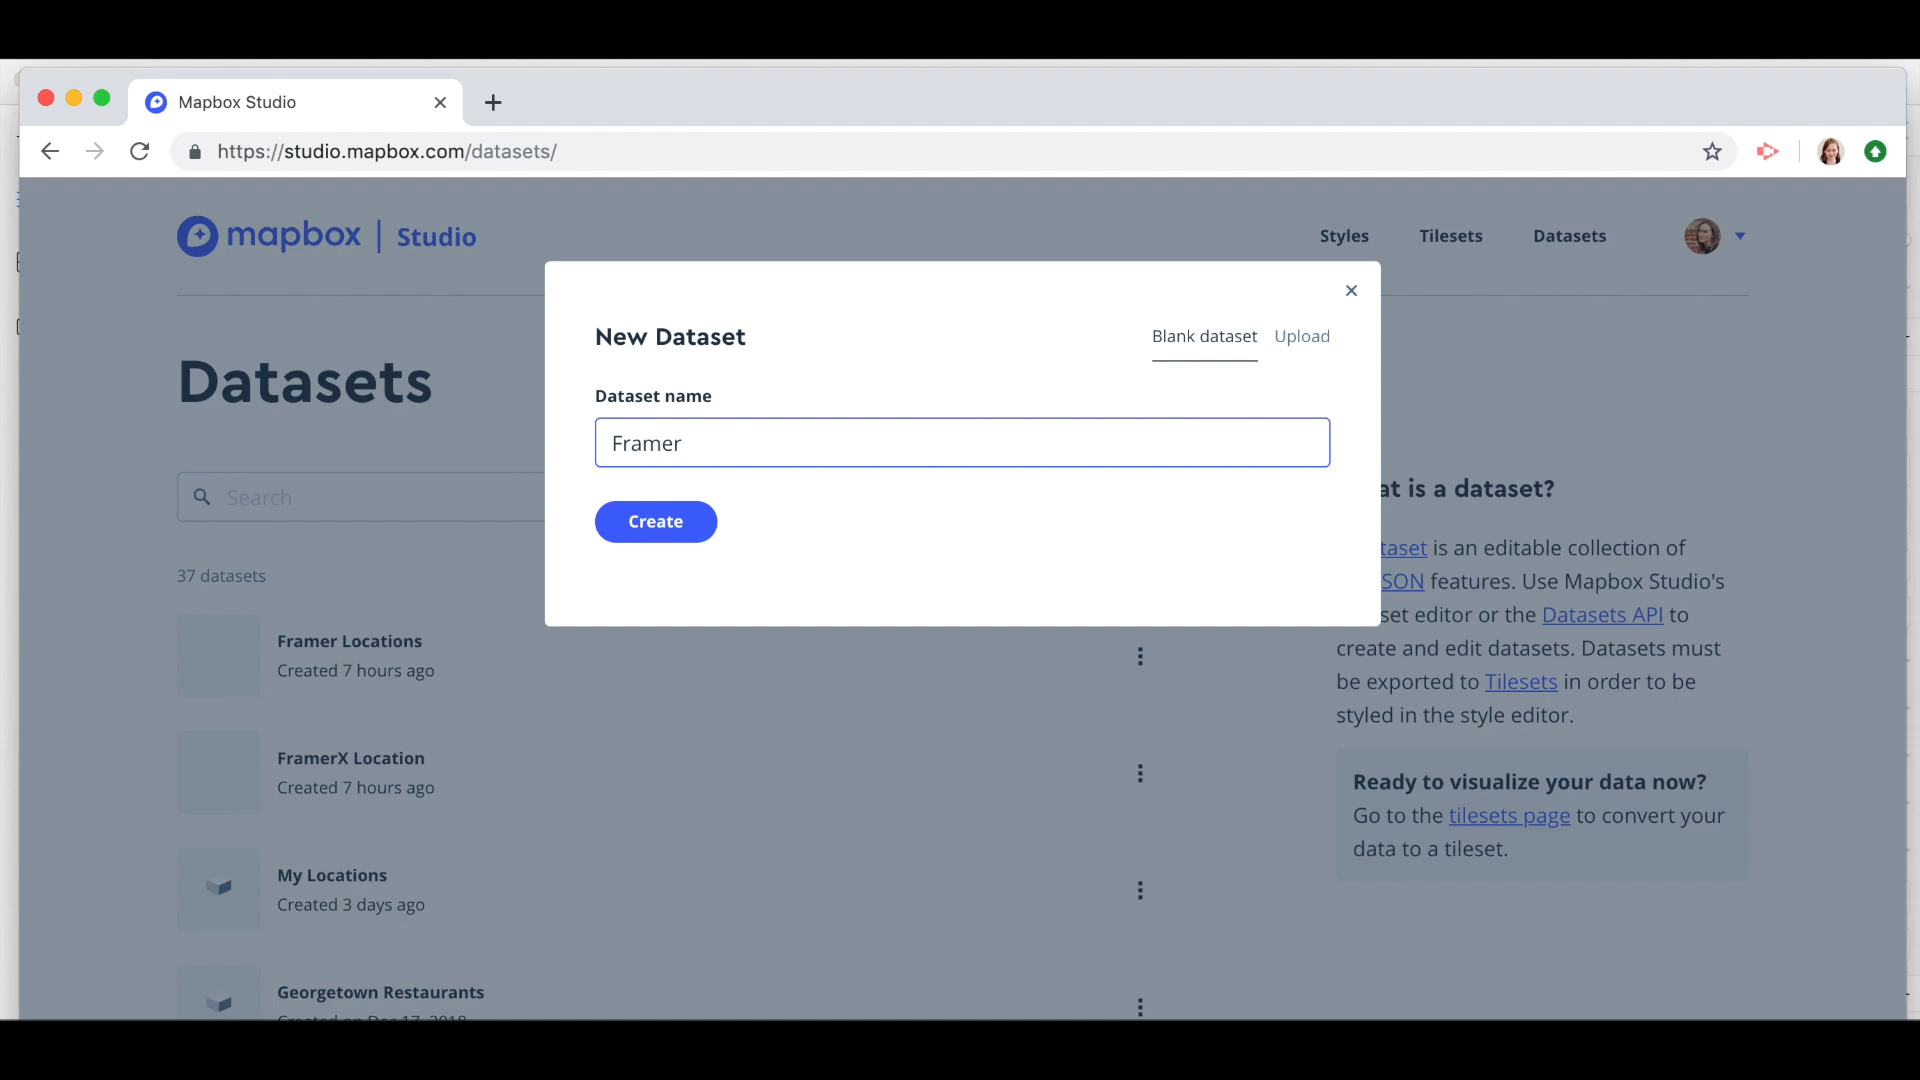 Mapbox Studio
https://studio.mapbox.com/datasets/
mapbox | Studio
Styles
Tilesets
Datasets
New Dataset
Blank dataset
Upload
Dataset name
Framer
Create
Datasets
Search
37 datasets
Framer Locations
Created 7 hours ago
FramerX Location
Created 7 hours ago
My Locations
Created 3 days ago
Georgetown Restaurants
Created on Dec 17, 2018
at is a dataset?
taset is an editable collection of
SON features. Use Mapbox Studio's
set editor or the Datasets API to
create and edit datasets. Datasets must
be exported to Tilesets in order to be
styled in the style editor.
Ready to visualize your data now?
Go to the tilesets page to convert your
data to a tileset.